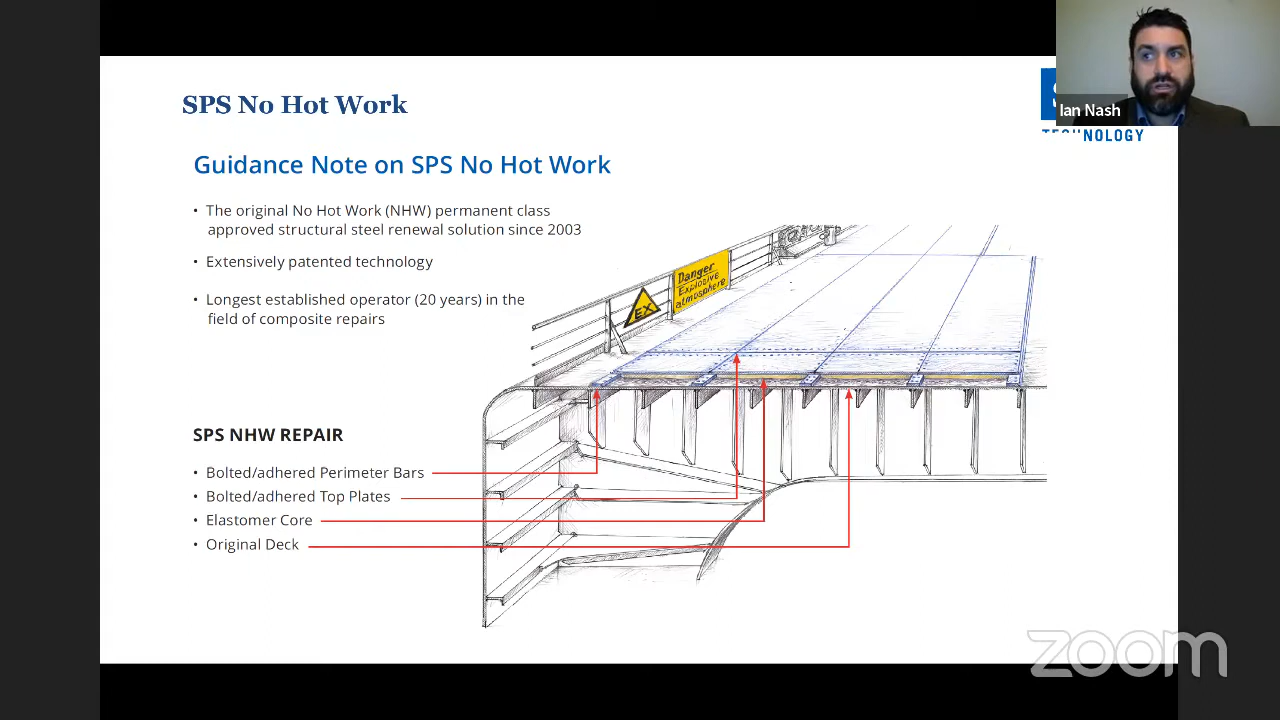 SPS No Hot Work
Ian Nash
TECHNOLOGY
Guidance Note on SPS No Hot Work
• The original No Hot Work (NHW) permanent class
approved structural steel renewal solution since 2003
• Extensively patented technology
• Longest established operator (20 years) in the
field of composite repairs
Danger
Explosive
atmosphere
EX
SPS NHW REPAIR
• Bolted/adhered Perimeter Bars
• Bolted/adhered Top Plates
• Elastomer Core
• Original Deck
zoom